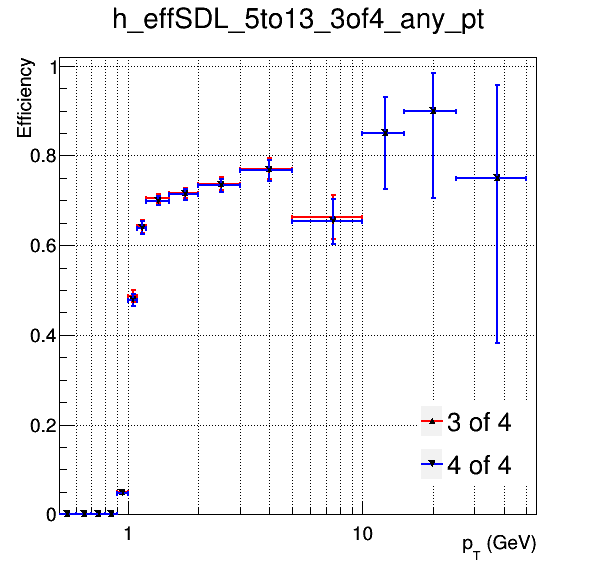 h_effSDL_5to13_3of4_any_pt
Efficiency
1
0.8
0.6
0.4
0.2
0
3 of 4
4 of 4
1
10
p_T (GeV)